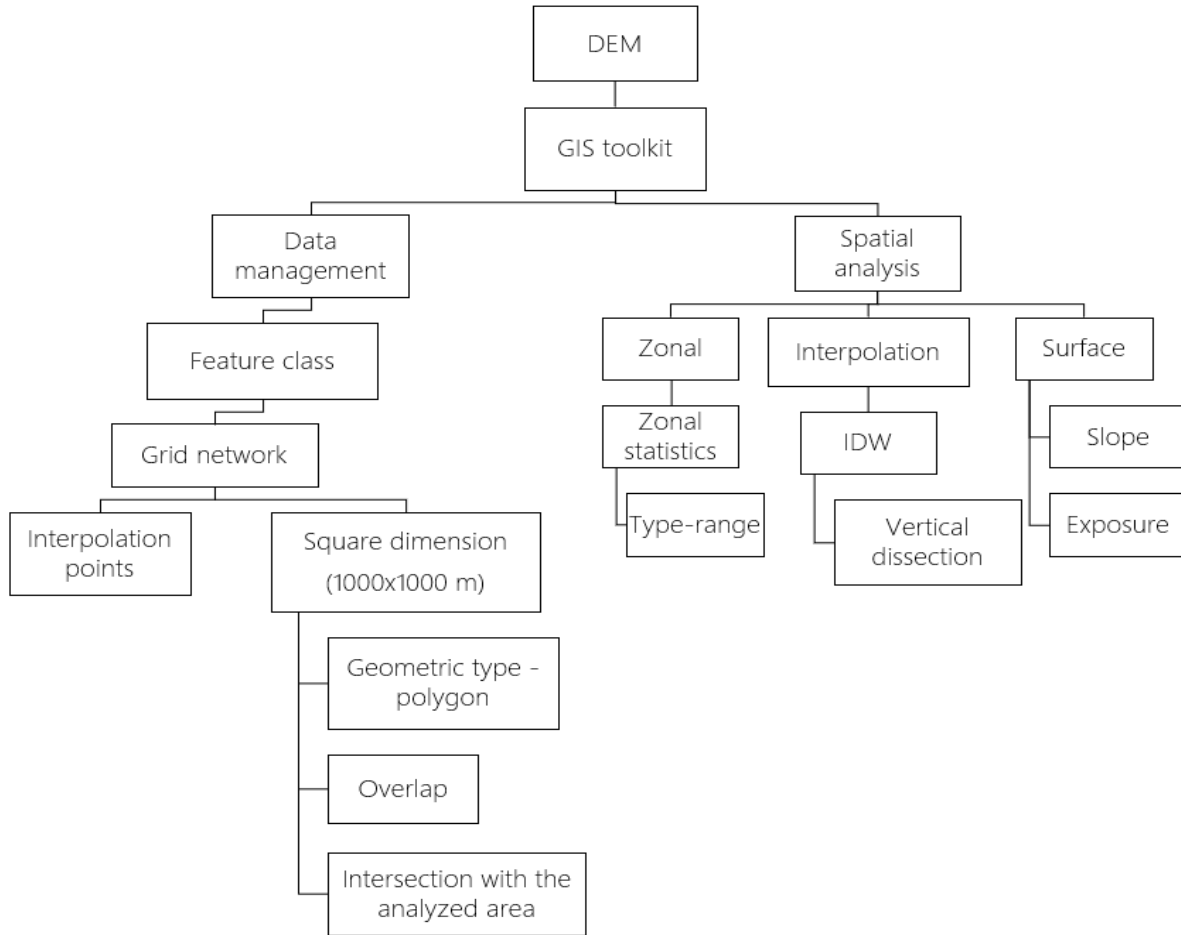 DEM
GIS toolkit
Data
management
Spatial
analysis
Feature class
Zonal
Interpolation
Surface
Grid network
Zonal
statistics
IDW
Slope
Interpolation
points
Square dimension
(1000x1000 m)
Type-range
Vertical
dissection
Exposure
Geometric type -
polygon
Overlap
Intersection with the
analyzed area